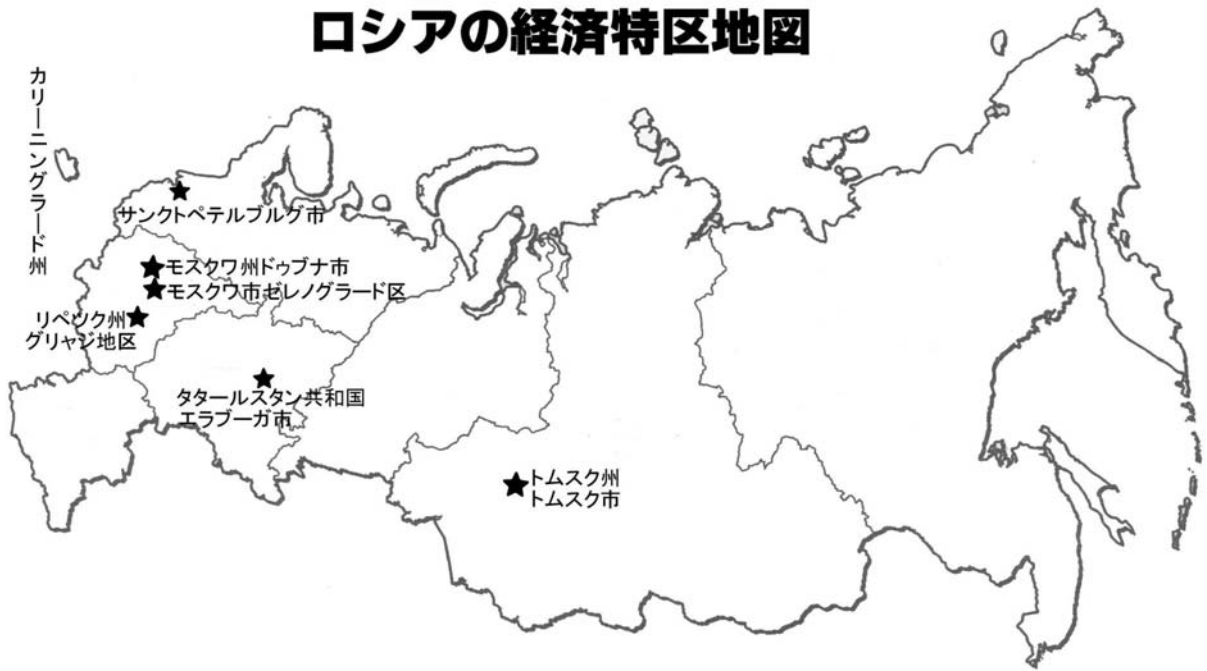 ロシアの経済特区地図
カリーニングラード州
サンクトペテルブルグ市
モスクワ州ドゥブナ市
モスクワ市ゼレノグラード区
リペツク州
グリャジ地区
タタールスタン共和国
エラブーガ市
トムスク州
トムスク市